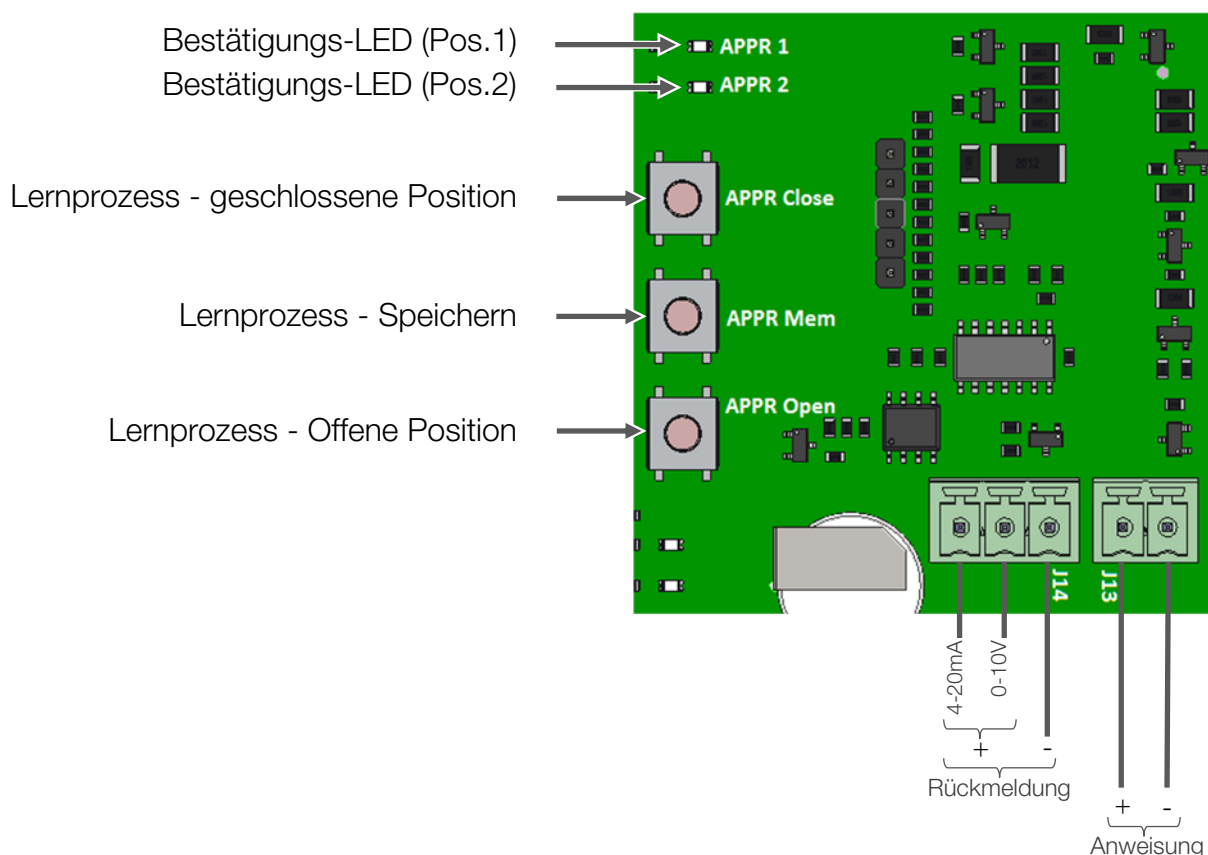 Bestätigungs-LED (Pos.1)
APPR 1
Bestätigungs-LED (Pos.2)
APPR 2
Lernprozess - geschlossene Position
APPR Close
Lernprozess - Speichern
APPR Mem
Lernprozess - Offene Position
APPR Open
J14
J13
4-20mA
0-10V
+ -
Rückmeldung
+ -
Anweisung